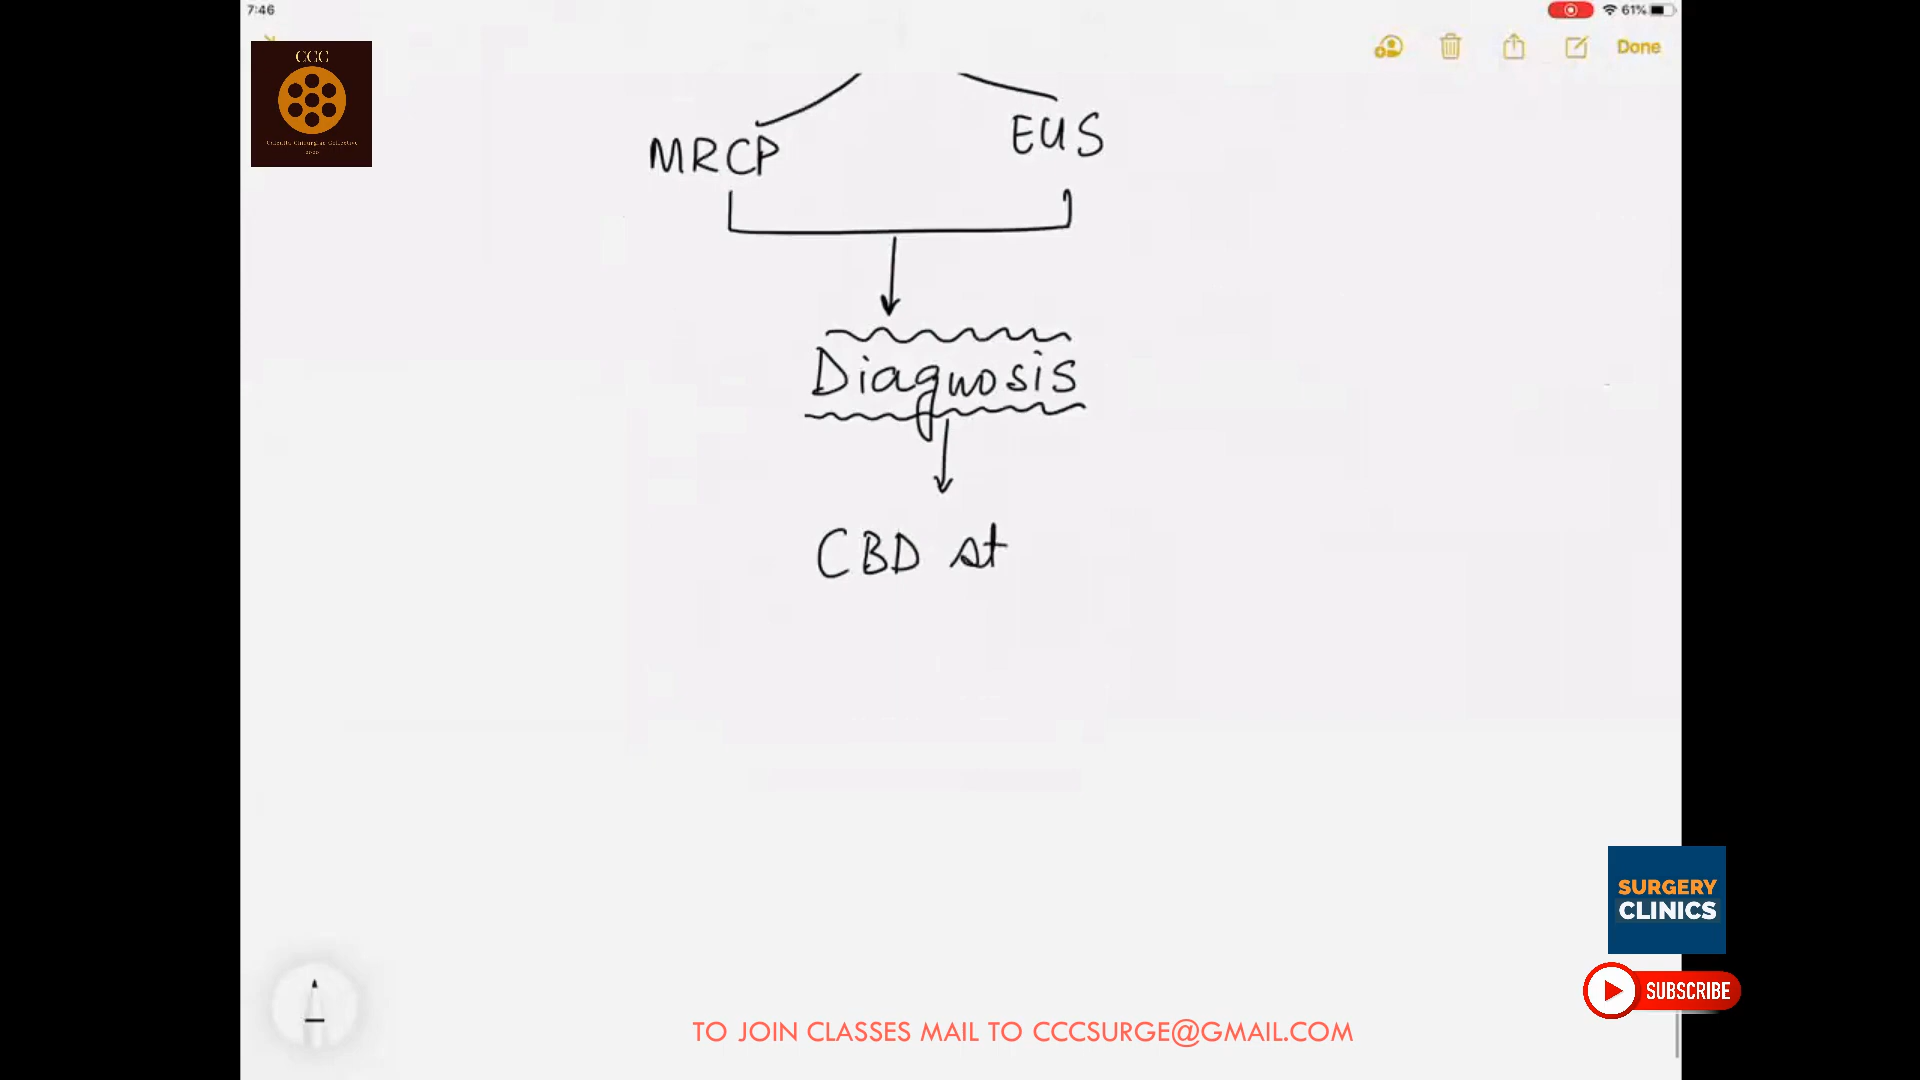 7:46
61%
CCC
2020
Done
MRCP
EUS
Diagnosis
CBD st
SURGERY
CLINICS
SUBSCRIBE
TO JOIN CLASSES MAIL TO CCCSURGE@GMAIL.COM